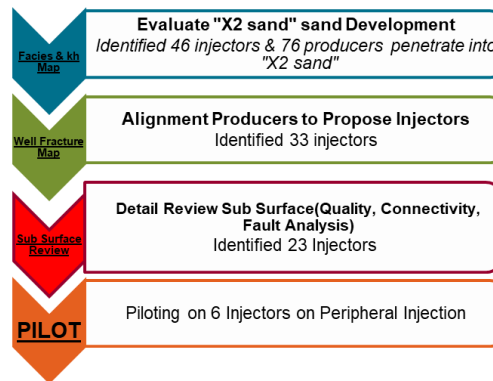 Facies & kh
Map
Evaluate "X2 sand" sand Development
Identified 46 injectors & 76 producers penetrate into
"X2 sand"
Well Fracture
Map
Alignment Producers to Propose Injectors
Identified 33 injectors
Sub Surface
Review
Detail Review Sub Surface(Quality, Connectivity,
Fault Analysis)
Identified 23 Injectors
PILOT
Piloting on 6 Injectors on Peripheral Injection